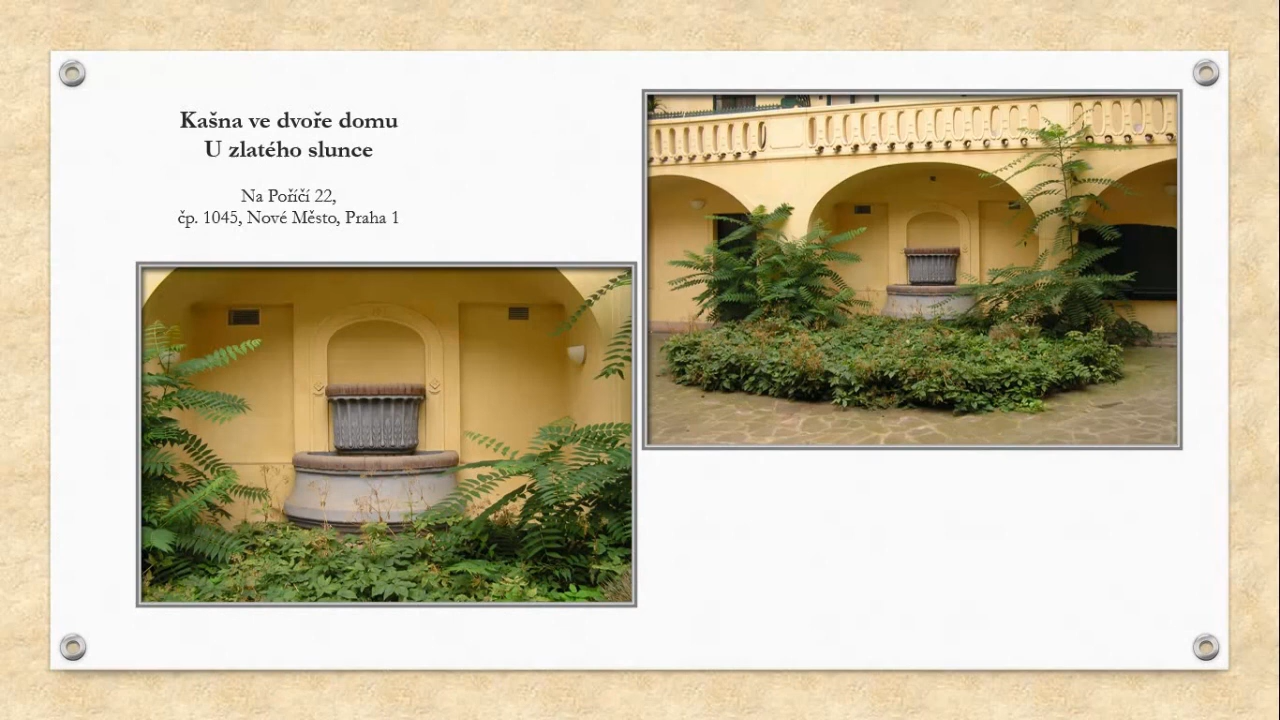 Kašna ve dvoře domu
U zlatého slunce
Na Poříčí 22,
čp. 1045, Nové Město, Praha 1